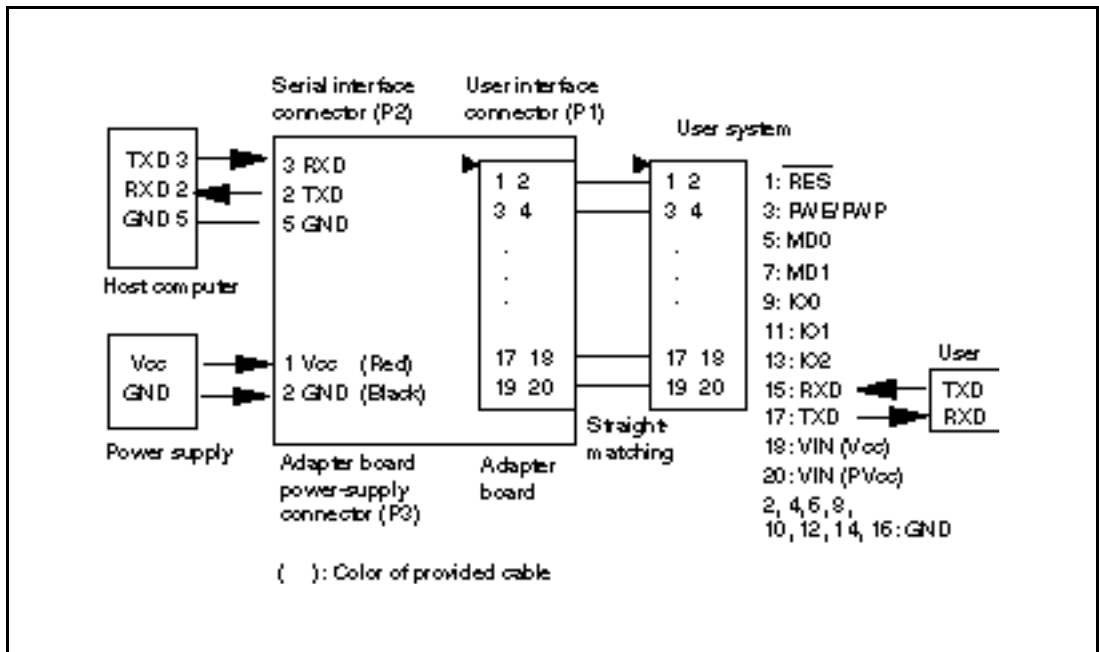 Serial interface
connector (P2)
User interface
connector (P1)
User system
TXD 3
RXD 2
GND 5
Host computer
3 RXD
2 TXD
5 GND
1 2
3 4
.
.
.
17 18
19 20
1 2
3 4
.
.
.
17 18
19 20
1: RES
3: FWE/FWP
5: MD0
7: MD1
9: IO0
11: IO1
13: IO2
15: RXD
17: TXD
18: VIN (Vcc)
20: VIN (PVcc)
2, 4, 6, 8,
10, 12, 14, 16: GND
User
TXD
RXD
Vcc
GND
Power supply
1 Vcc (Red)
2 GND (Black)
Adapter board
power-supply
connector (P3)
Adapter
board
Straight-
matching
( ): Color of provided cable